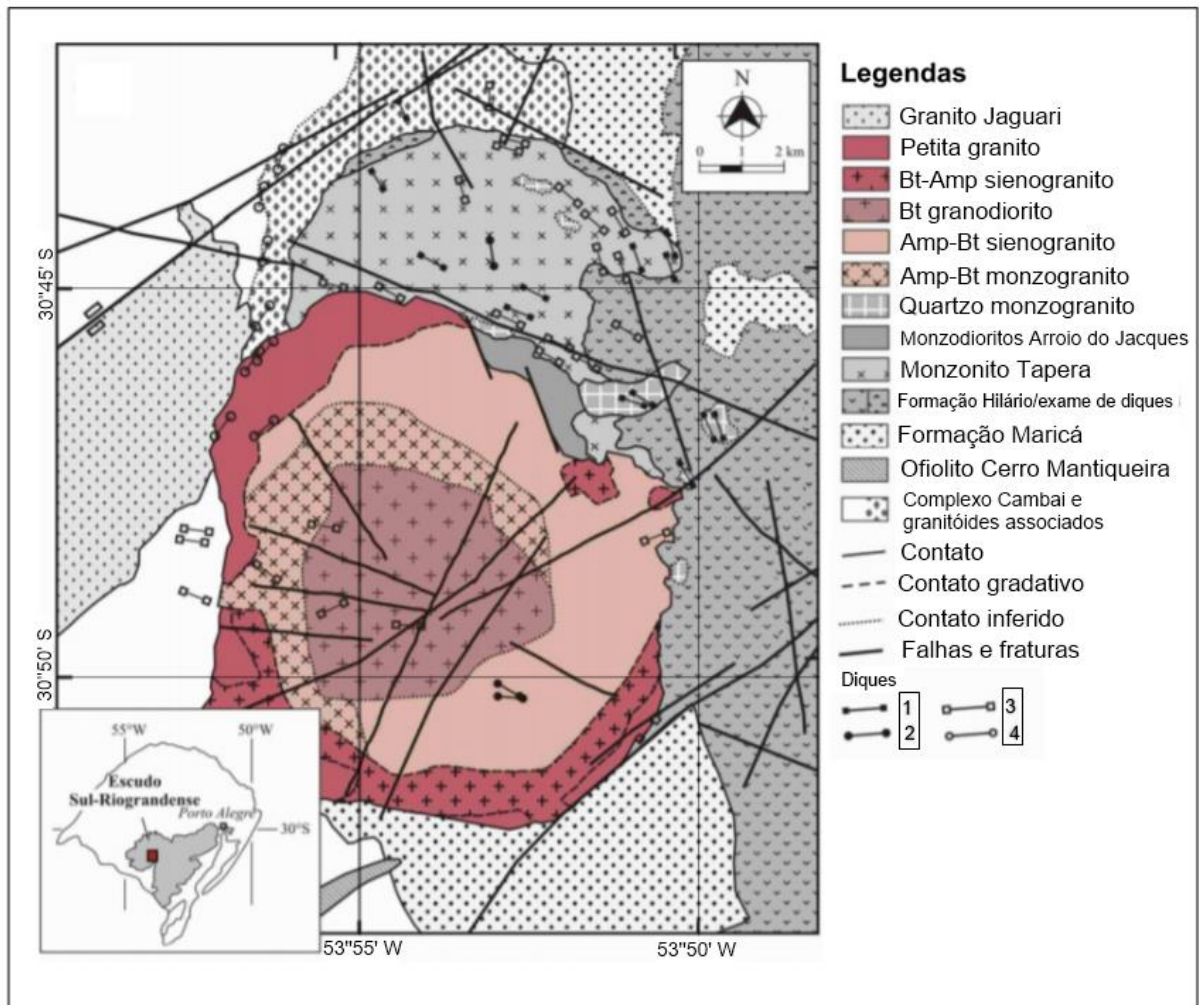 N
0 1 2 km
30"45' S
30"50' S
53"55' W
53"50' W
55°W
50°W
Escudo
Sul-Riograndense
Porto Alegre
30°S
Legendas
Granito Jaguari
Petita granito
Bt-Amp sienogranito
Bt granodiorito
Amp-Bt sienogranito
Amp-Bt monzogranito
Quartzo monzogranito
Monzodioritos Arroio do Jacques
Monzonito Tapera
Formação Hilário/exame de diques
Formação Maricá
Ofiolito Cerro Mantiqueira
Complexo Cambai e
granitóides associados
Contato
Contato gradativo
Contato inferido
Falhas e fraturas
Diques
1 3
2 4